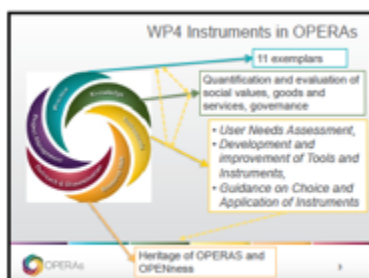 WP4 Instruments in OPERAs
11 exemplars
Practice
Knowledge
Quantification and evaluation of
social values, goods and
services, governance
• User Needs Assessment,
• Development and
improvement of Tools and
Instruments,
• Guidance on Choice and
Application of Instruments
Heritage of OPERAS and
OPENness
OPERAs